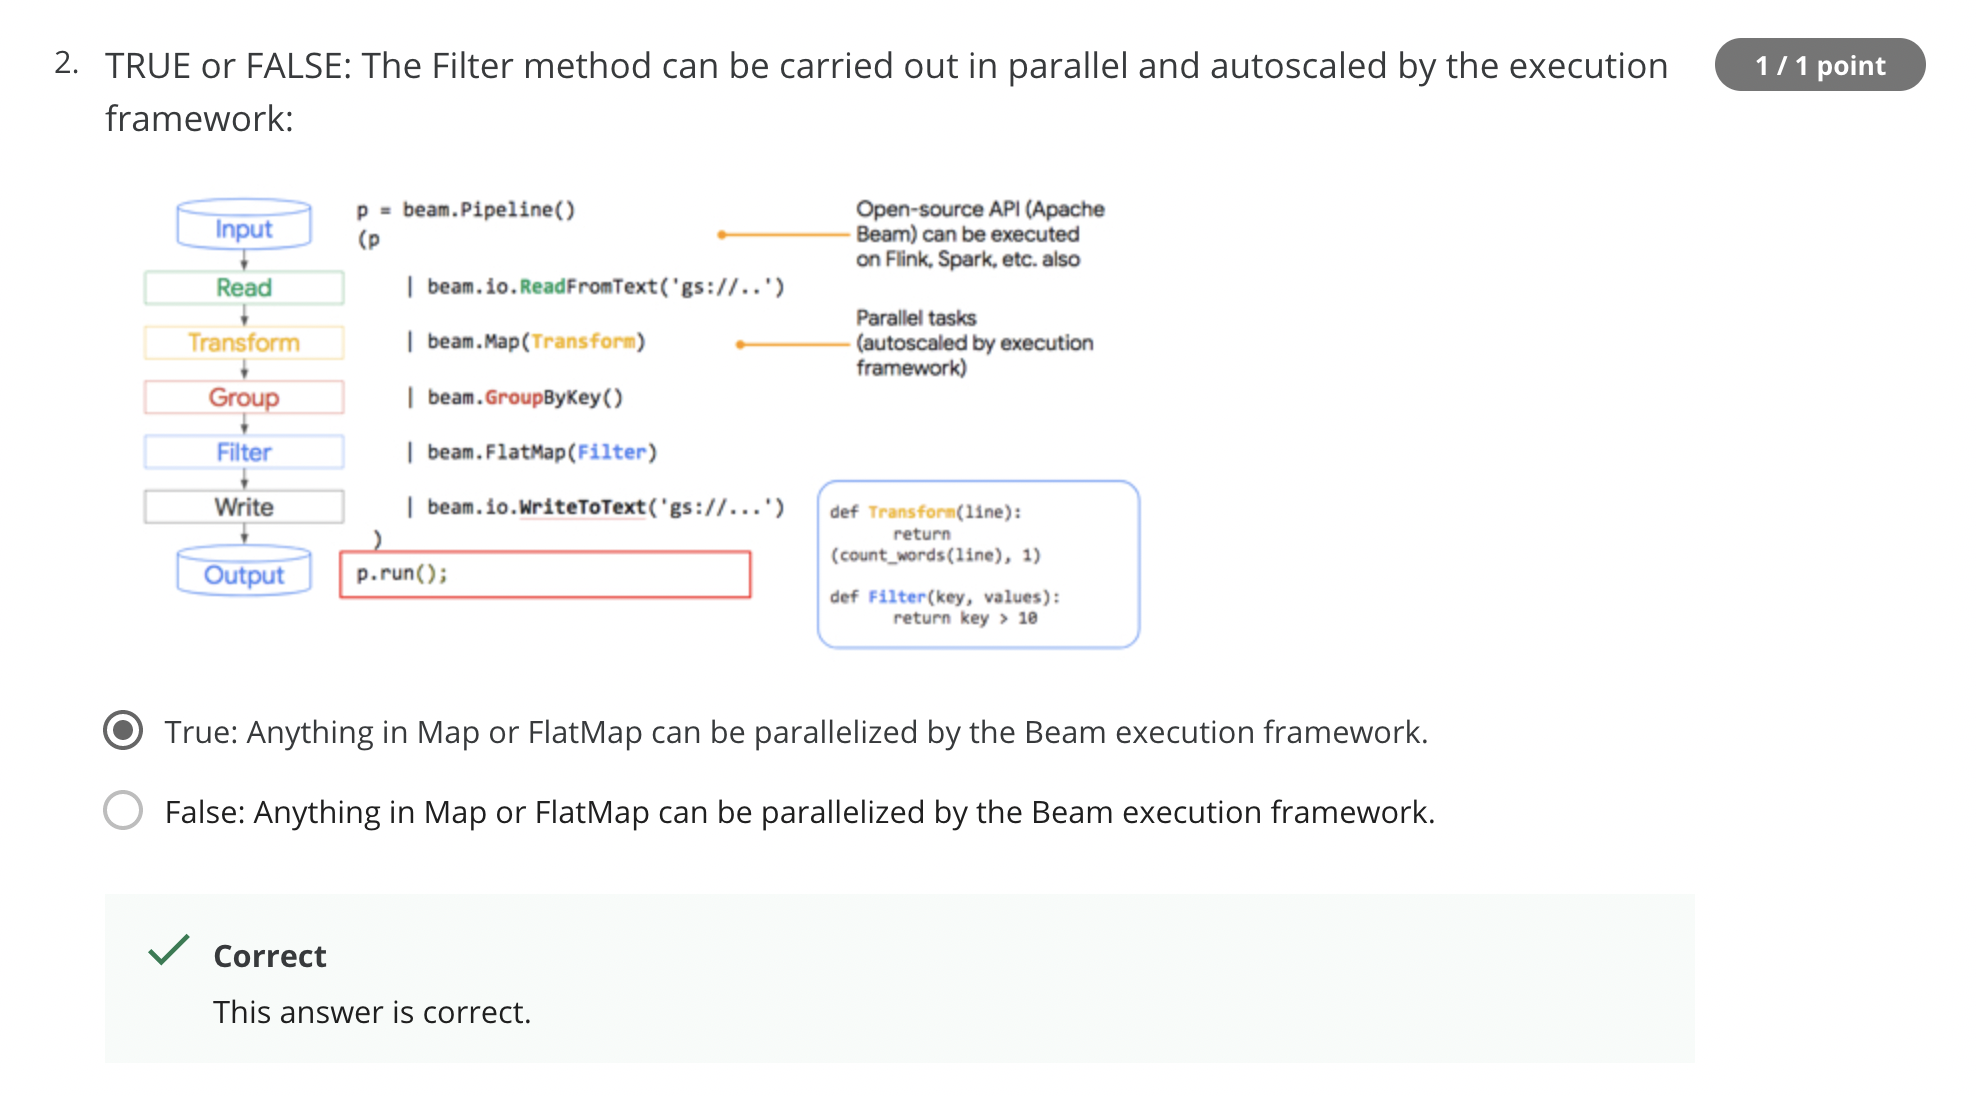 2. TRUE or FALSE: The Filter method can be carried out in parallel and autoscaled by the execution
framework:
1 / 1 point
Input
Read
Transform
Group
Filter
Write
Output
p = beam.Pipeline()
(p
| beam.io.ReadFromText('gs://..')
| beam.Map(Transform)
| beam.GroupByKey()
| beam.FlatMap(Filter)
| beam.io.WriteToText('gs://...')
)
p.run();
Open-source API (Apache
Beam) can be executed
on Flink, Spark, etc. also
Parallel tasks
(autoscaled by execution
framework)
def Transform(line):
return
(count_words(line), 1)
def Filter(key, values):
return key > 10
True: Anything in Map or FlatMap can be parallelized by the Beam execution framework.
False: Anything in Map or FlatMap can be parallelized by the Beam execution framework.
Correct
This answer is correct.